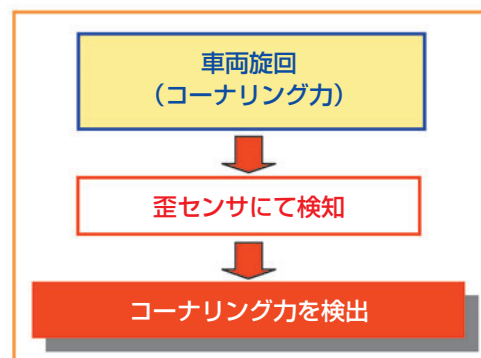 車両旋回
（コーナリング力）
歪センサにて検知
コーナリング力を検出